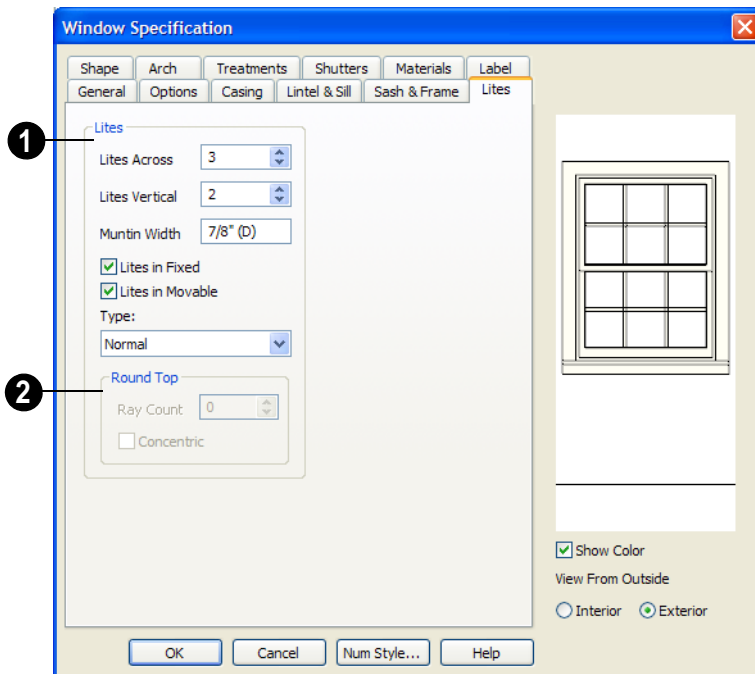 Window Specification
Shape Arch Treatments Shutters Materials Label
General Options Casing Lintel & Sill Sash & Frame Lites
1
Lites
Lites Across 3
Lites Vertical 2
Muntin Width 7/8" (D)
Lites in Fixed
Lites in Movable
Type:
Normal
2
Round Top
Ray Count 0
Concentric
Show Color
View From Outside
Interior Exterior
OK Cancel Num Style... Help